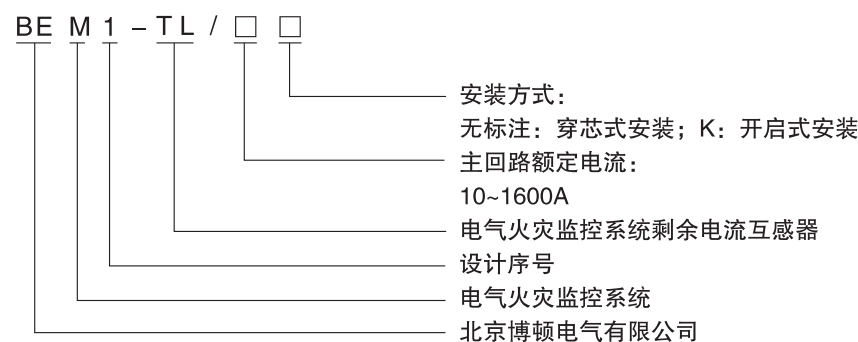 BEM1-TL/□□
安装方式：
无标注：穿芯式安装；K：开启式安装
主回路额定电流：
10~1600A
电气火灾监控系统剩余电流互感器
设计序号
电气火灾监控系统
北京博顿电气有限公司